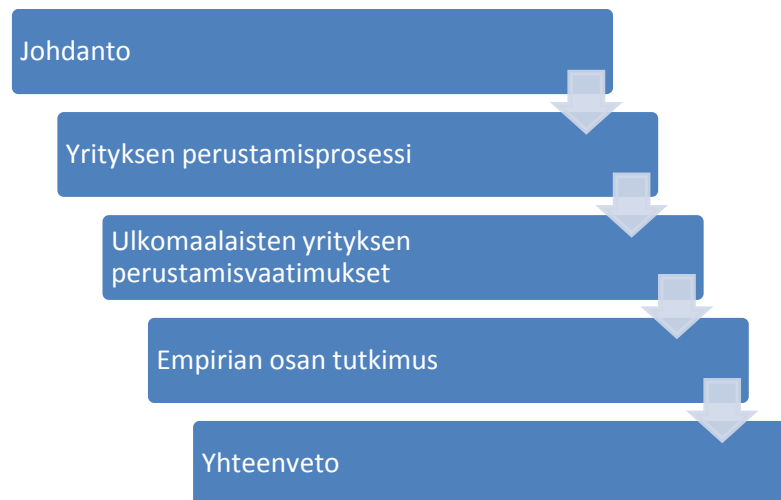 Johdanto
Yrityksen perustamisprosessi
Ulkomaalaisten yrityksen
perustamisvaatimukset
Empirian osan tutkimus
Yhteenveto